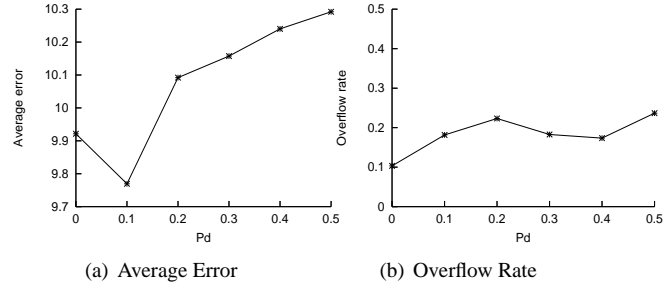 10.3
10.2
10.1
10
9.9
9.8
9.7
Average error
0 0.1 0.2 0.3 0.4 0.5
Pd
(a) Average Error
0.5
0.4
0.3
0.2
0.1
0
Overflow rate
0 0.1 0.2 0.3 0.4 0.5
Pd
(b) Overflow Rate